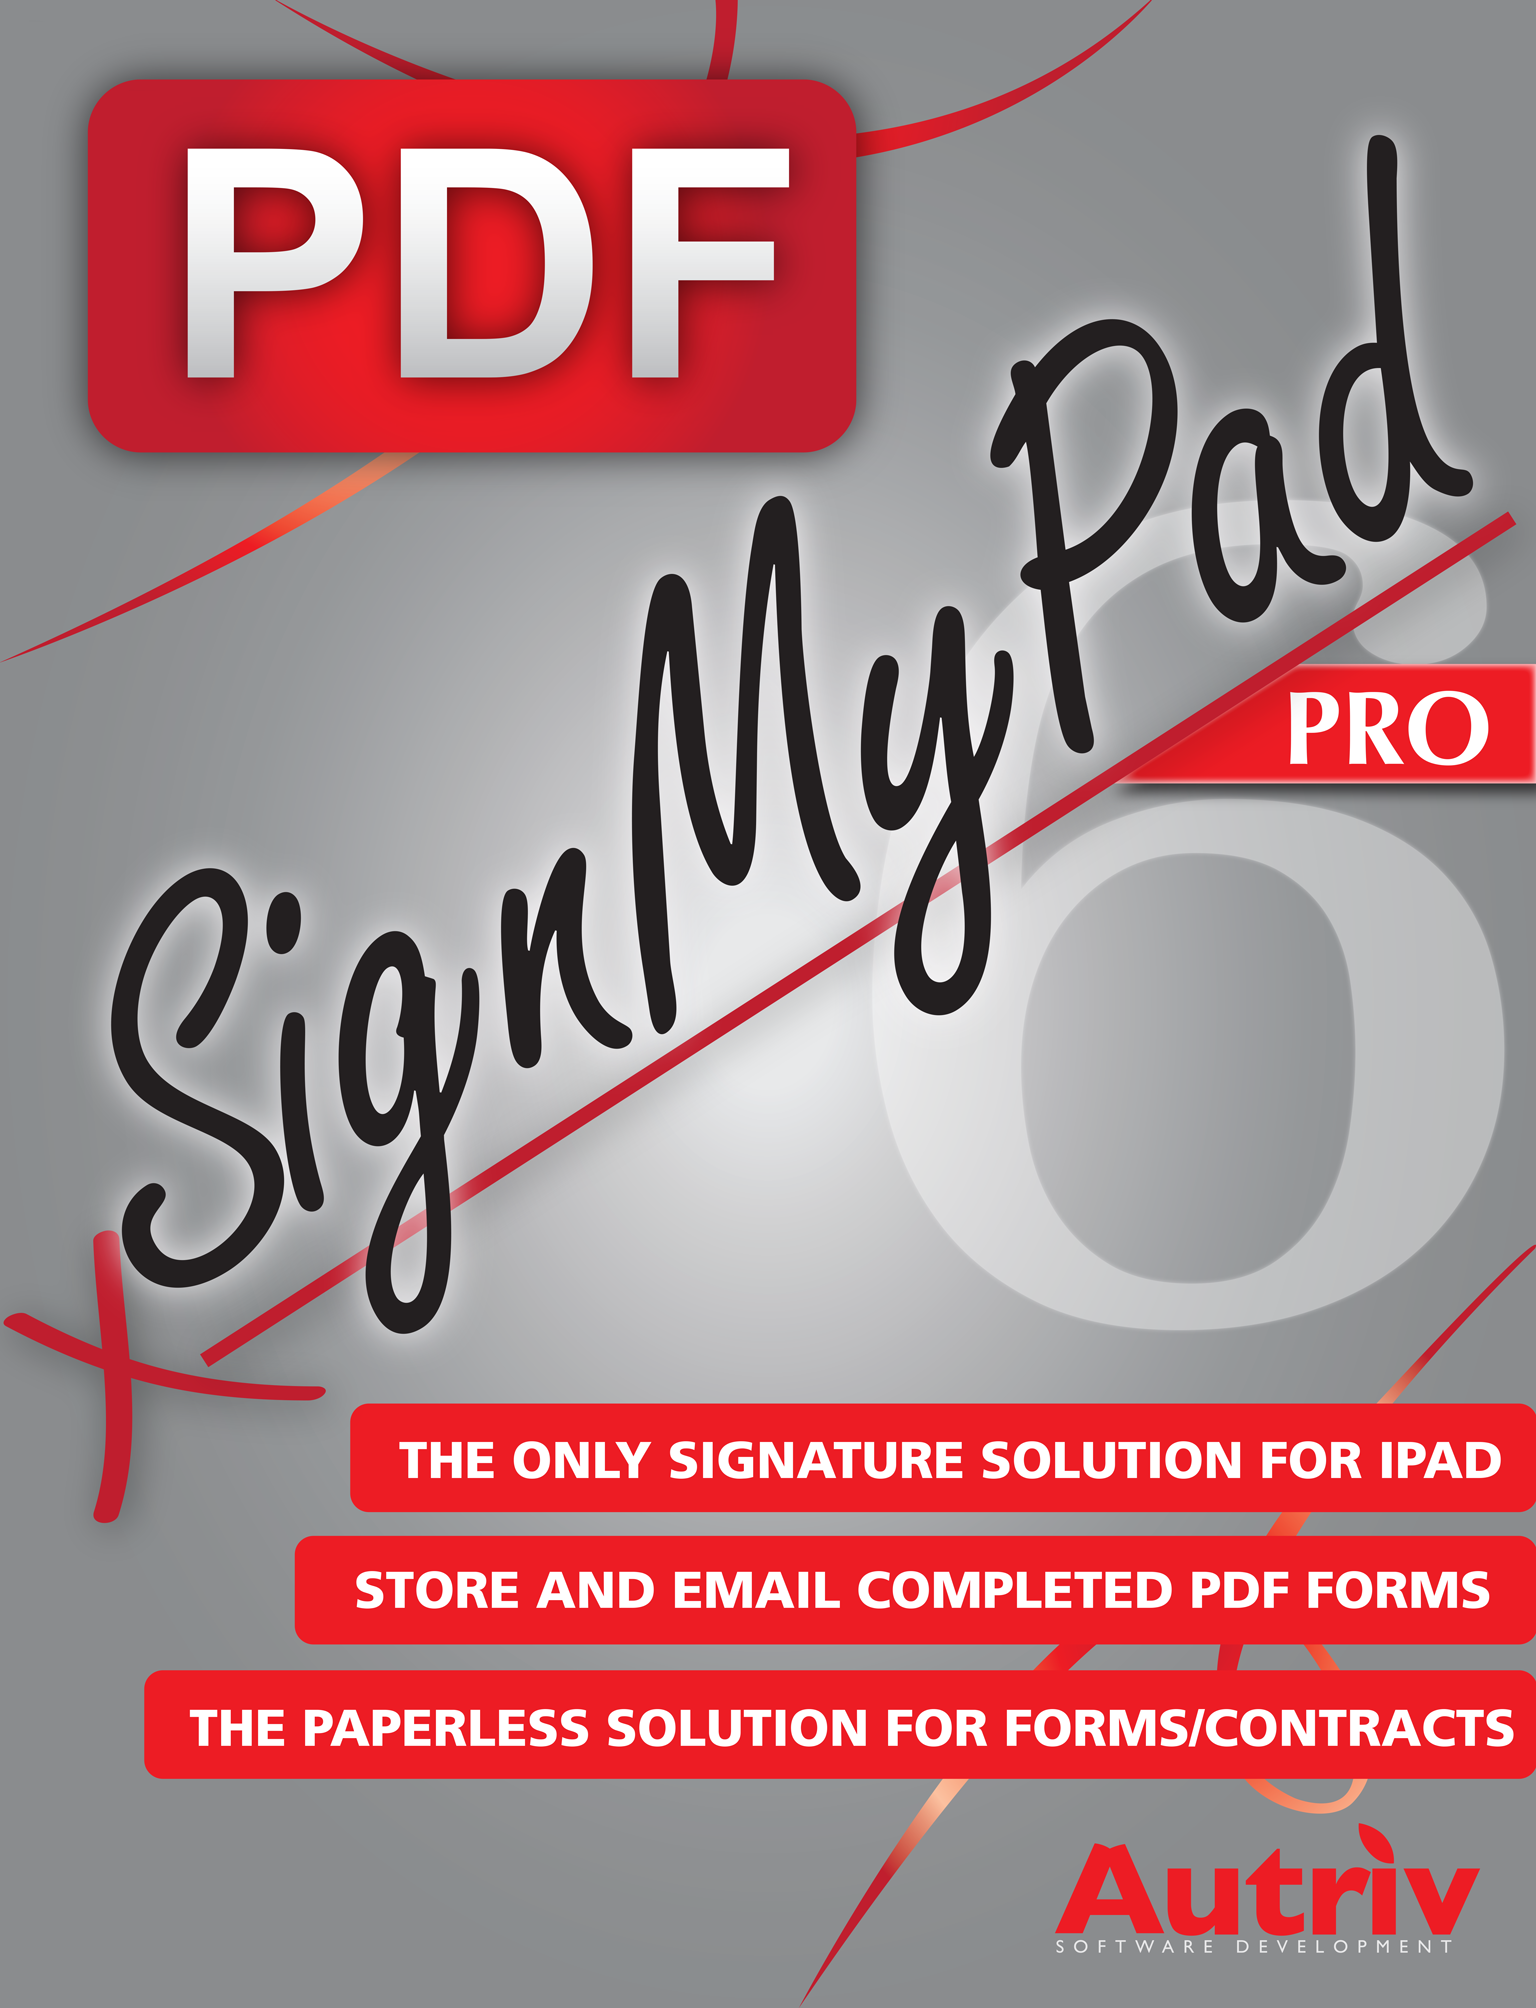 PDF
SignMyPad
6
PRO
X
THE ONLY SIGNATURE SOLUTION FOR IPAD
STORE AND EMAIL COMPLETED PDF FORMS
THE PAPERLESS SOLUTION FOR FORMS/CONTRACTS
Autriv
SOFTWARE DEVELOPMENT